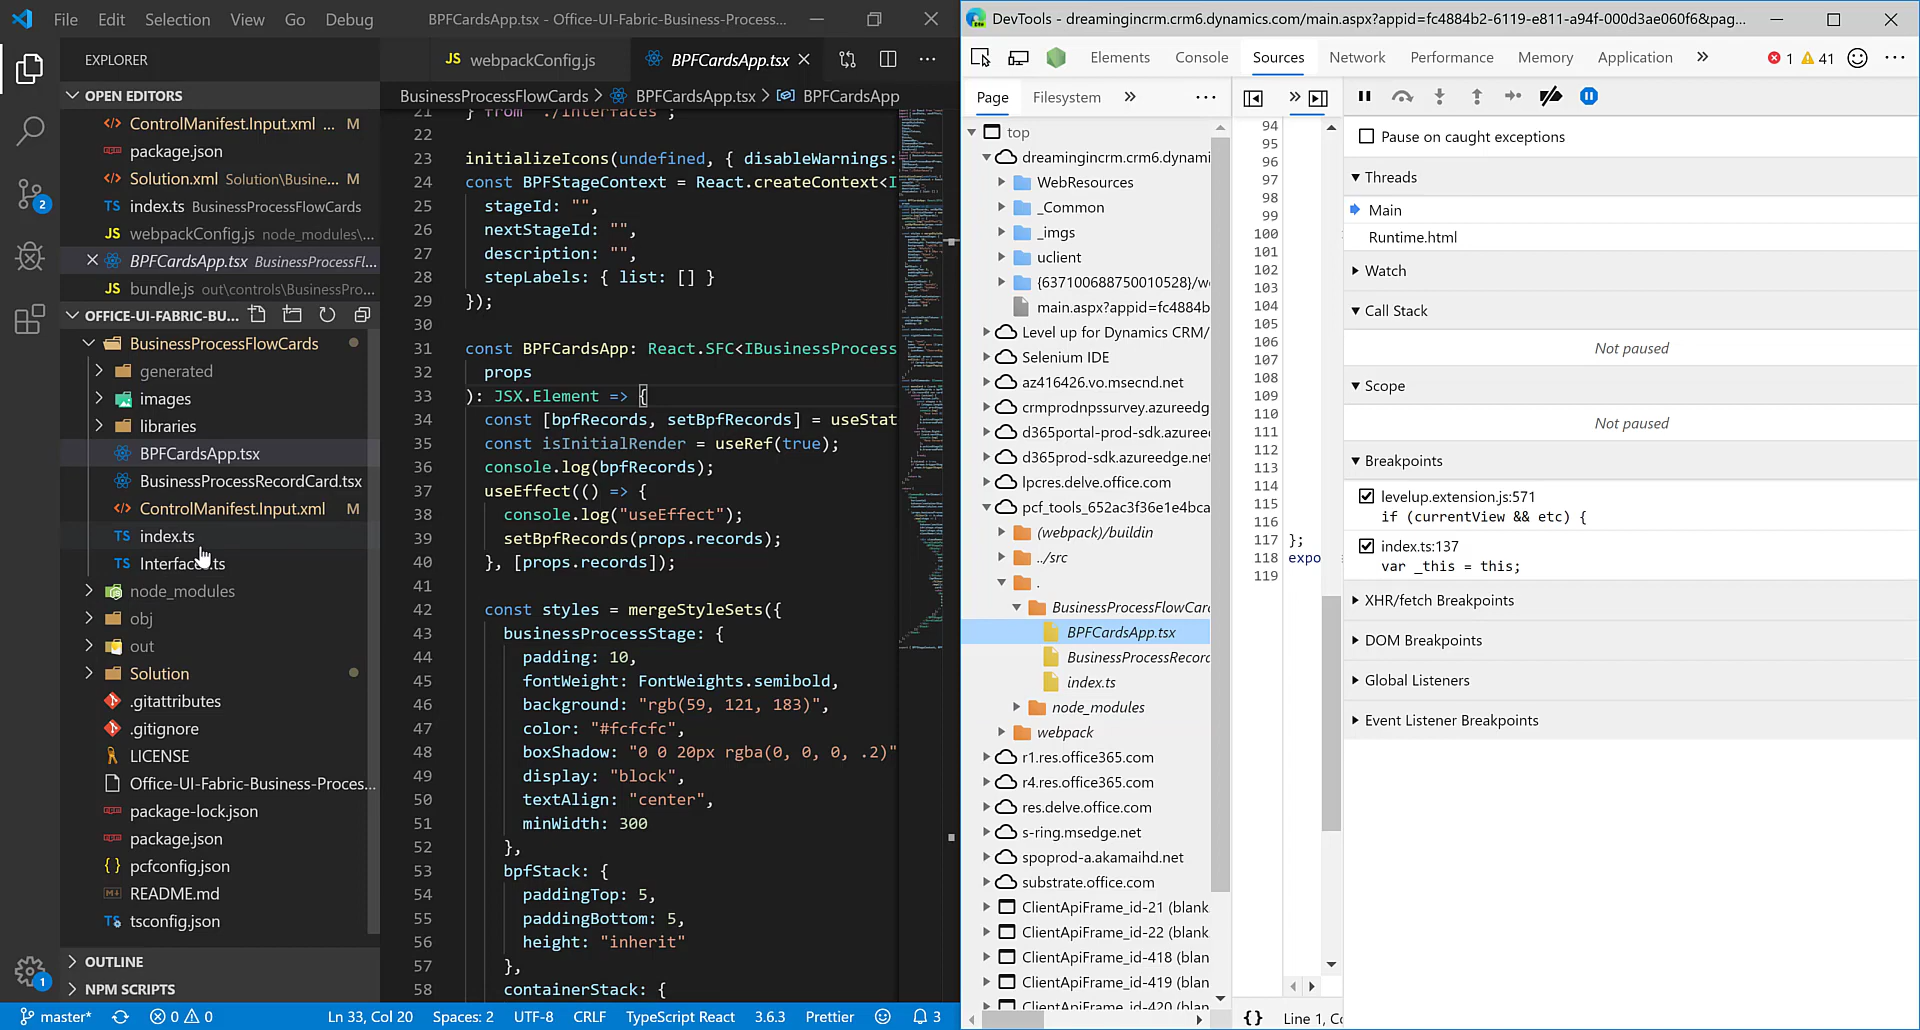 File Edit Selection View Go Debug
BPFCardsApp.tsx - Office-UI-Fabric-Business-Process...
EXPLORER
OPEN EDITORS
ControlManifest.Input.xml ... M
package.json
Solution.xml Solution\Busine... M
index.ts BusinessProcessFlowCards
webpackConfig.js node_modules\...
BPFCardsApp.tsx BusinessProcessFl...
bundle.js out\controls\BusinessPro...
OFFICE-UI-FABRIC-BU...
BusinessProcessFlowCards
generated
images
libraries
BPFCardsApp.tsx
BusinessProcessRecordCard.tsx
ControlManifest.Input.xml M
index.ts
node_modules
obj
out
Solution
.gitattributes
.gitignore
LICENSE
Office-UI-Fabric-Business-Proces...
package-lock.json
package.json
pcfconfig.json
README.md
tsconfig.json
OUTLINE
NPM SCRIPTS
2
1
webpackConfig.js
BPFCardsApp.tsx
BusinessProcessFlowCards > BPFCardsApp.tsx > BPFCardsApp
21 } from "./Interfaces";
22
23 initializeIcons(undefined, { disableWarnings:
24 const BPFStageContext = React.createContext<I
25 stageId: "",
26 nextStageId: "",
27 description: "",
28 stepLabels: { list: [] }
29 });
30
31 const BPFCardsApp: React.SFC<IBusinessProcess
32 props
33 ): JSX.Element => {
34 const [bpfRecords, setBpfRecords] = useStat
35 const isInitialRender = useRef(true);
36 console.log(bpfRecords);
37 useEffect(() => {
38 console.log("useEffect");
39 setBpfRecords(props.records);
40 }, [props.records]);
41
42 const styles = mergeStyleSets({
43 businessProcessStage: {
44 padding: 10,
45 fontWeight: FontWeights.semibold,
46 background: "rgb(59, 121, 183)",
47 color: "#fcfcfc",
48 boxShadow: "0 0 20px rgba(0, 0, 0, .2)"
49 display: "block",
50 textAlign: "center",
51 minWidth: 300
52 },
53 bpfStack: {
54 paddingTop: 5,
55 paddingBottom: 5,
56 height: "inherit"
57 },
58 containerStack: {
master* 0 0 Ln 33, Col 20 Spaces: 2 UTF-8 CRLF TypeScript React 3.6.3 Prettier 3
DevTools - dreamingincrm.crm6.dynamics.com/main.aspx?appid=fc4884b2-6119-e811-a94f-000d3ae060f6&pag...
Elements Console Sources Network Performance Memory Application 1 41
Page Filesystem
top
dreamingincrm.crm6.dynami
WebResources
_Common
_imgs
uclient
{637100688750010528}/we
main.aspx?appid=fc4884b
Level up for Dynamics CRM/
Selenium IDE
az416426.vo.msecnd.net
crmprodnpssurvey.azureedg
d365portal-prod-sdk.azureec
d365prod-sdk.azureedge.net
lpcres.delve.office.com
pcf_tools_652ac3f36e1e4bca
(webpack)/buildin
../src
.
BusinessProcessFlowCar
BPFCardsApp.tsx
BusinessProcessRecord
index.ts
node_modules
webpack
r1.res.office365.com
r4.res.office365.com
res.delve.office.com
s-ring.msedge.net
spoprod-a.akamaihd.net
substrate.office.com
ClientApiFrame_id-21 (blank
ClientApiFrame_id-22 (blank
ClientApiFrame_id-418 (blan
ClientApiFrame_id-419 (blan
ClientApiFrame_id-420 (blan
94
95
96
97
98
99
100
101
102
103
104
105
106
107
108
109
110
111
112
113
114
115
116
117 };
118 expo
119
{} Line 1, Co
Pause on caught exceptions
Threads
Main
Runtime.html
Watch
Call Stack
Not paused
Scope
Not paused
Breakpoints
levelup.extension.js:571
if (currentView && etc) {
index.ts:137
var _this = this;
XHR/fetch Breakpoints
DOM Breakpoints
Global Listeners
Event Listener Breakpoints